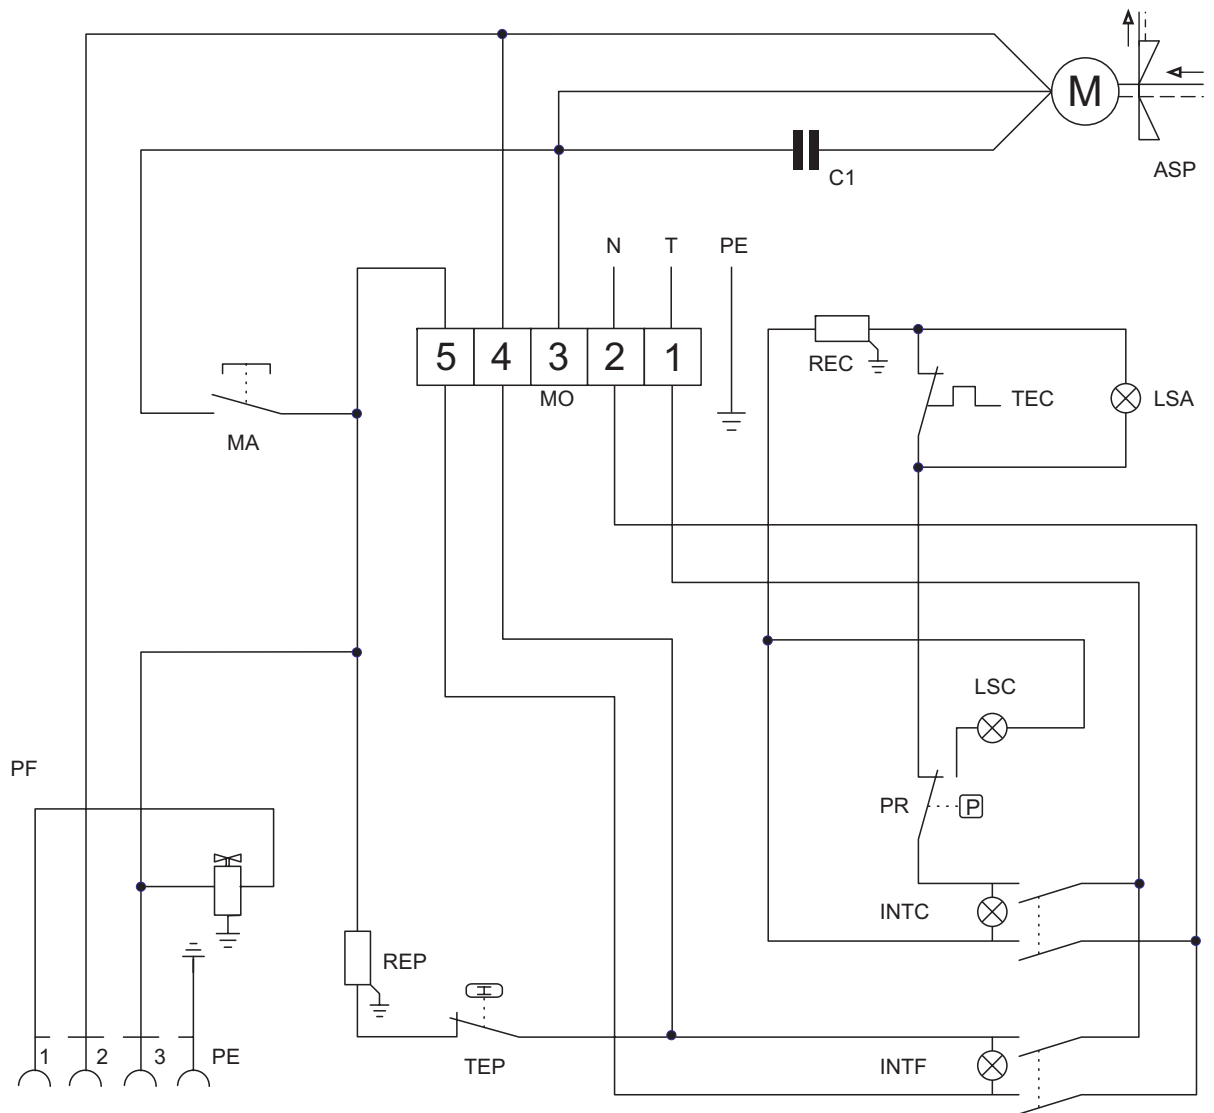 M
ASP
C1
N T PE
5 4 3 2 1
MO
REC
TEC
LSA
MA
LSC
PF
PR
P
INTC
REP
TEP
INTF
1 2 3 PE